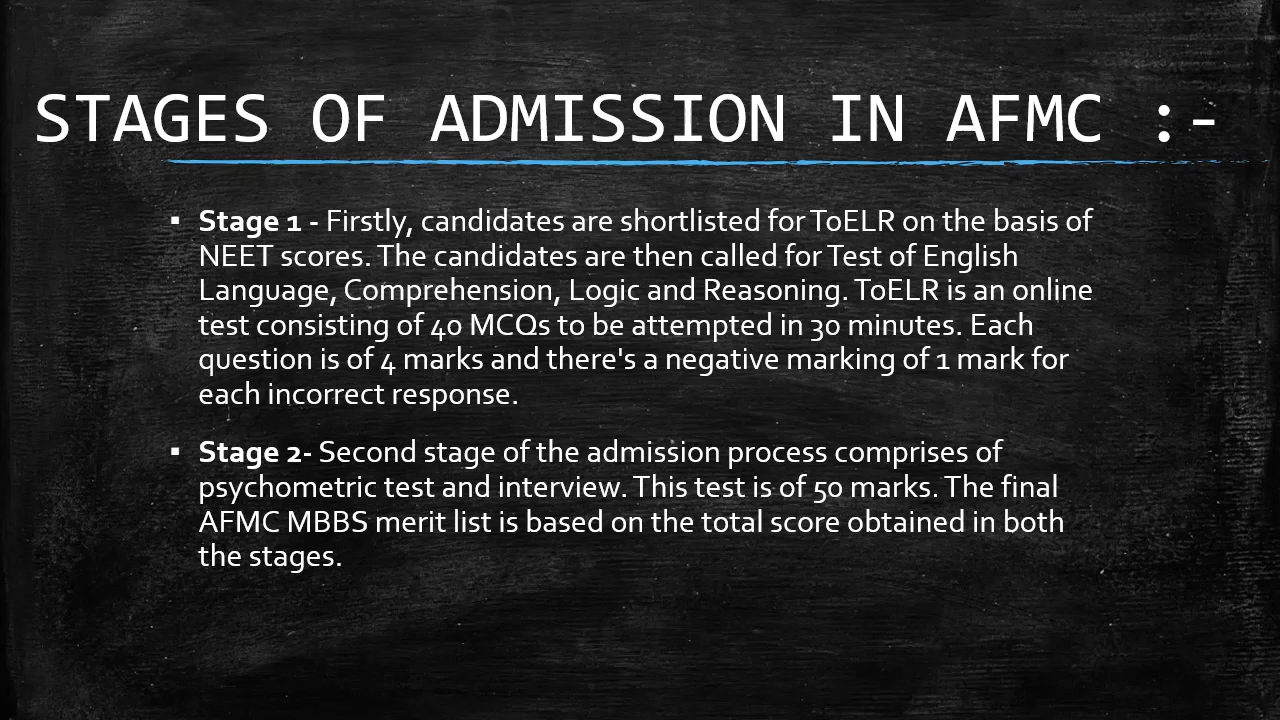 STAGES OF ADMISSION IN AFMC :-
▪ Stage 1 - Firstly, candidates are shortlisted for ToELR on the basis of
NEET scores. The candidates are then called for Test of English
Language, Comprehension, Logic and Reasoning. ToELR is an online
test consisting of 40 MCQs to be attempted in 30 minutes. Each
question is of 4 marks and there's a negative marking of 1 mark for
each incorrect response.
▪ Stage 2- Second stage of the admission process comprises of
psychometric test and interview. This test is of 50 marks. The final
AFMC MBBS merit list is based on the total score obtained in both
the stages.